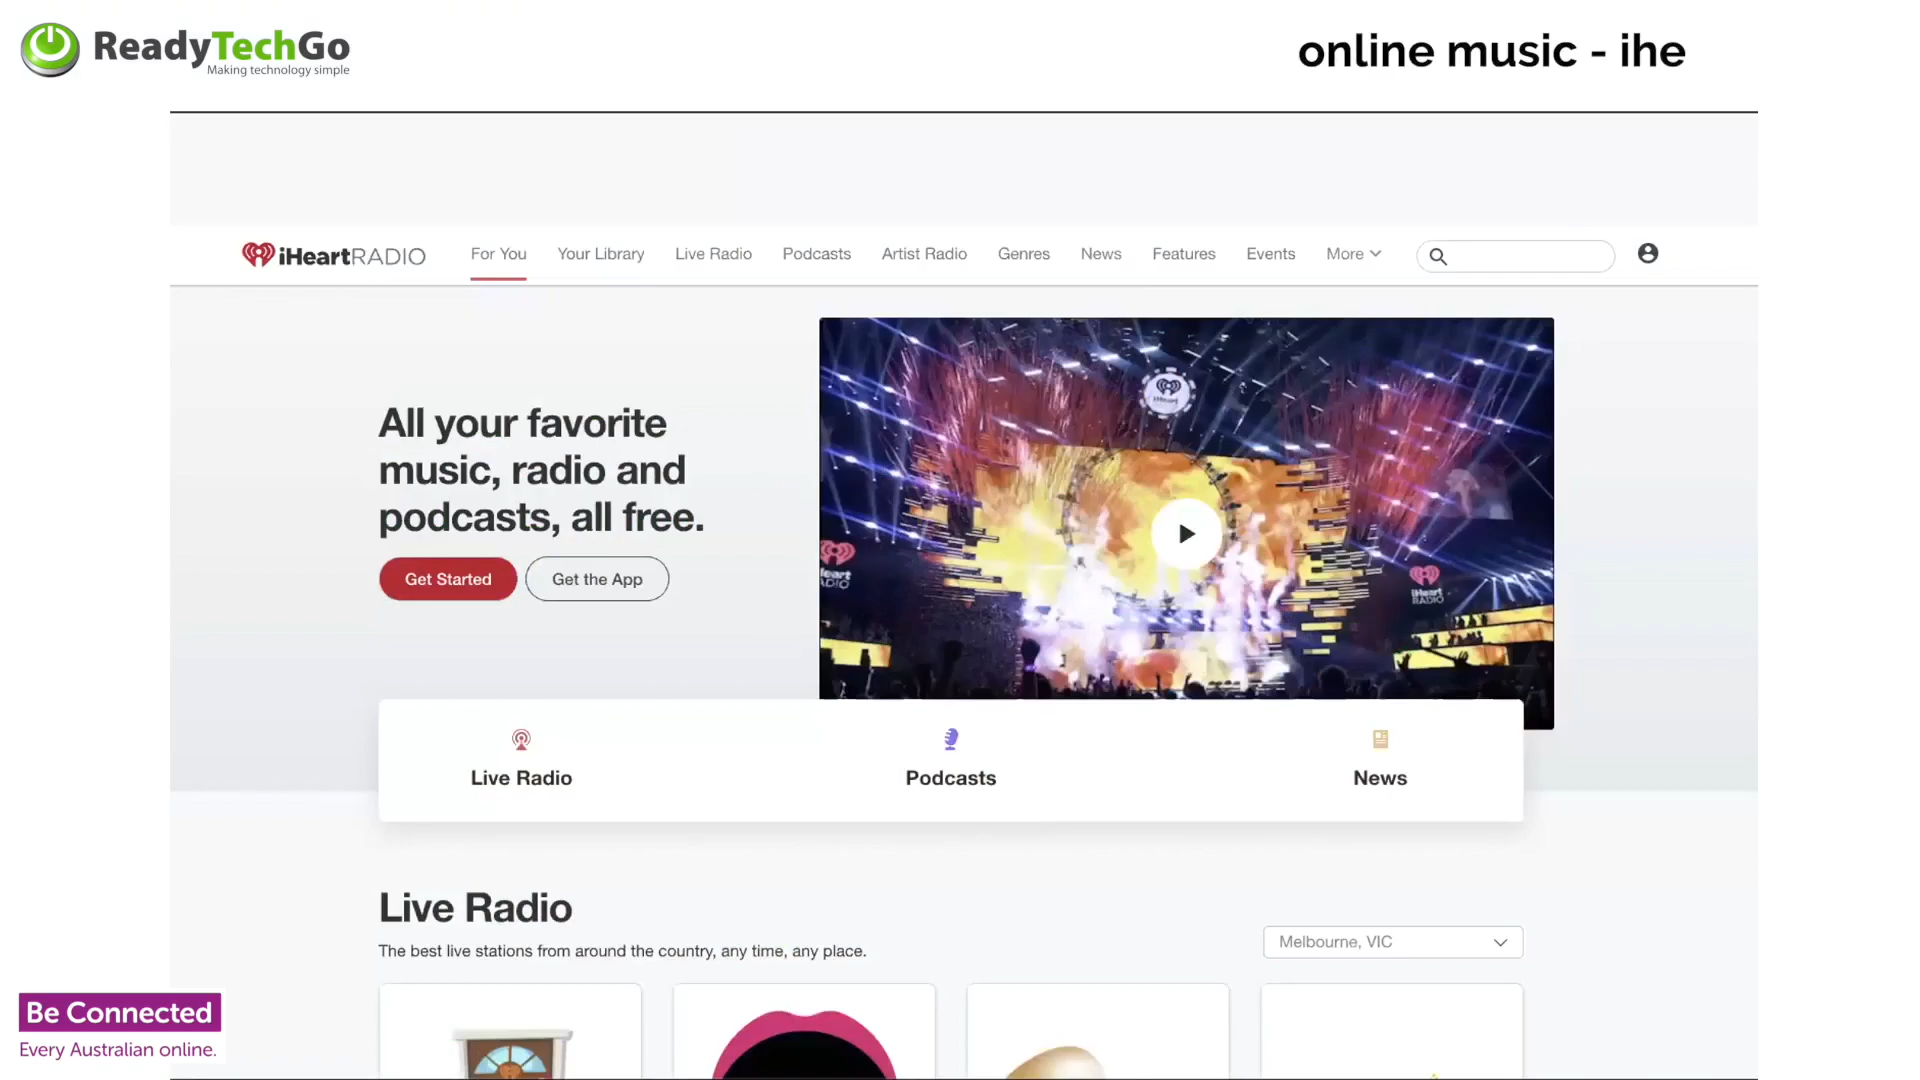 ReadyTechGo
Making technology simple
online music - ihe
iHeartRADIO
For You
Your Library
Live Radio
Podcasts
Artist Radio
Genres
News
Features
Events
More
All your favorite
music, radio and
podcasts, all free.
Get Started
Get the App
iHeart
RADIO
Live Radio
Podcasts
News
Live Radio
The best live stations from around the country, any time, any place.
Melbourne, VIC
Be Connected
Every Australian online.